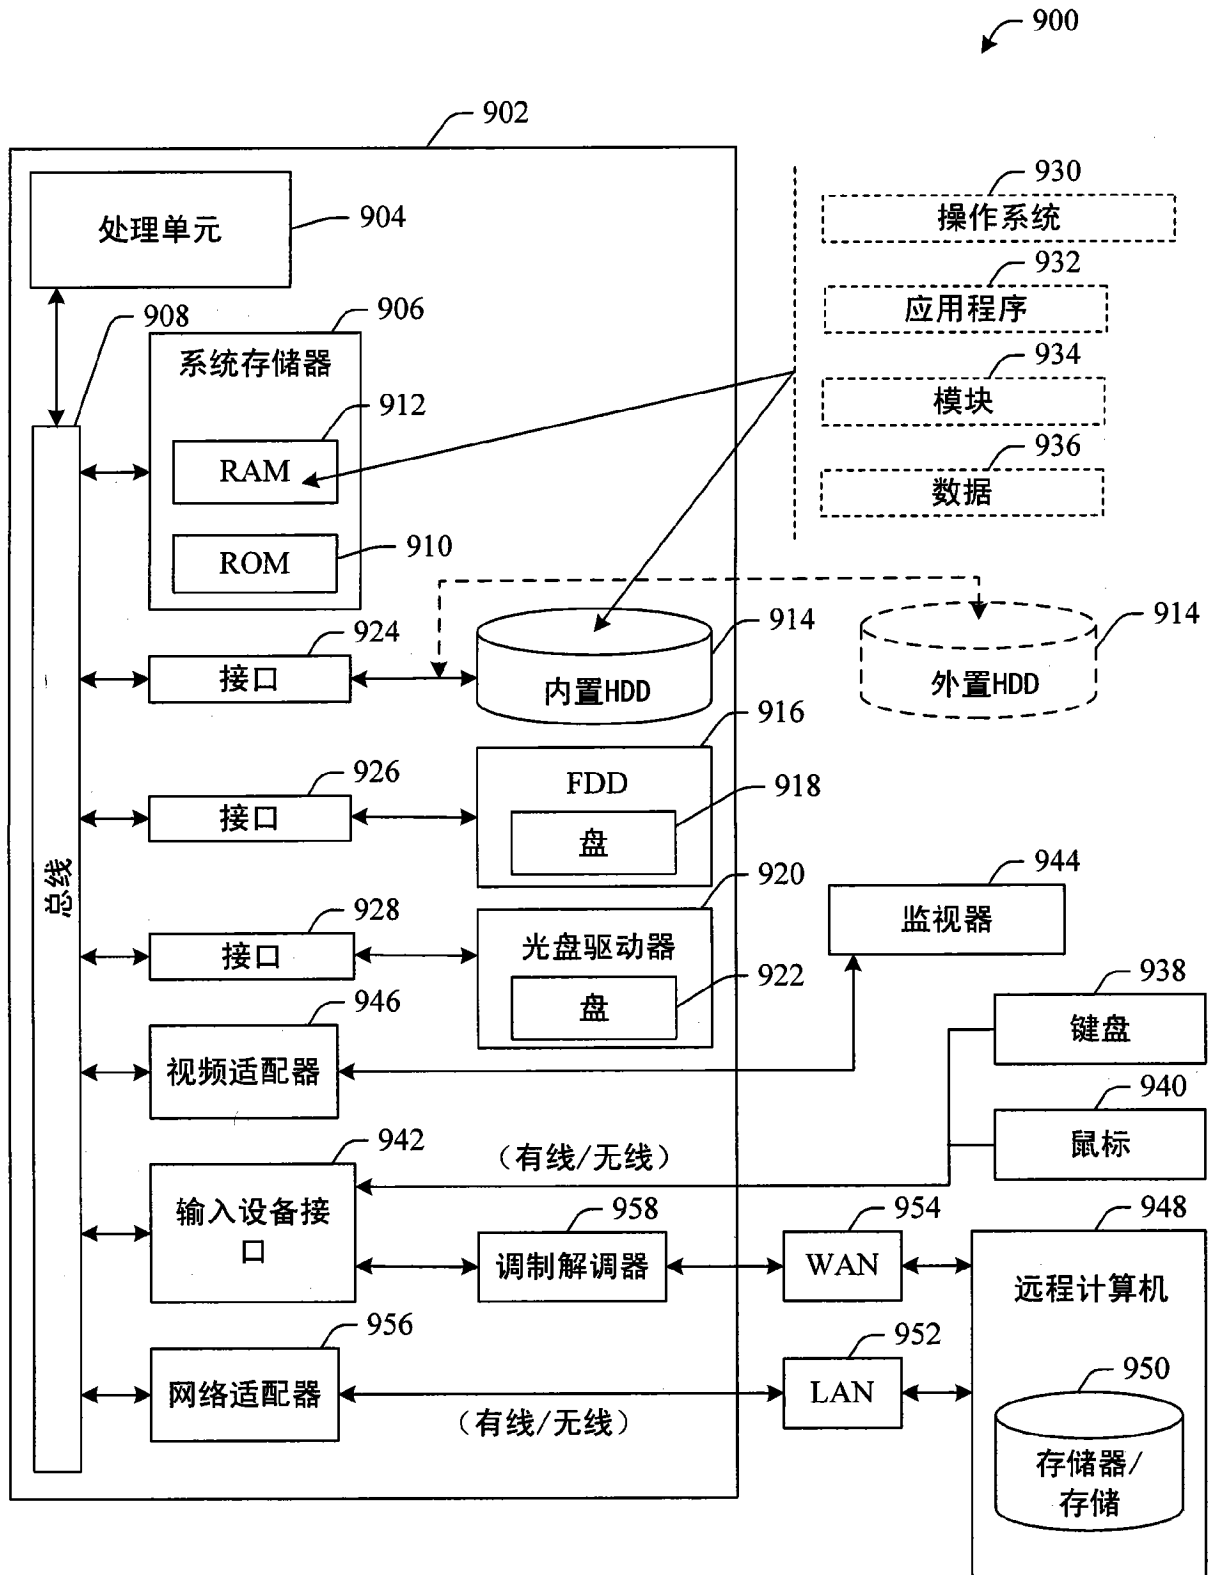 900
902
处理单元
904
930
操作系统
932
应用程序
934
模块
936
数据
908
906
系统存储器
912
RAM
910
ROM
924
接口
914
内置HDD
914
外置HDD
926
接口
916
FDD
918
盘
总线
928
接口
920
光盘驱动器
922
盘
944
监视器
946
视频适配器
938
键盘
940
鼠标
942
输入设备接
口
（有线/无线）
958
调制解调器
954
WAN
948
远程计算机
956
网络适配器
（有线/无线）
952
LAN
950
存储器/
存储